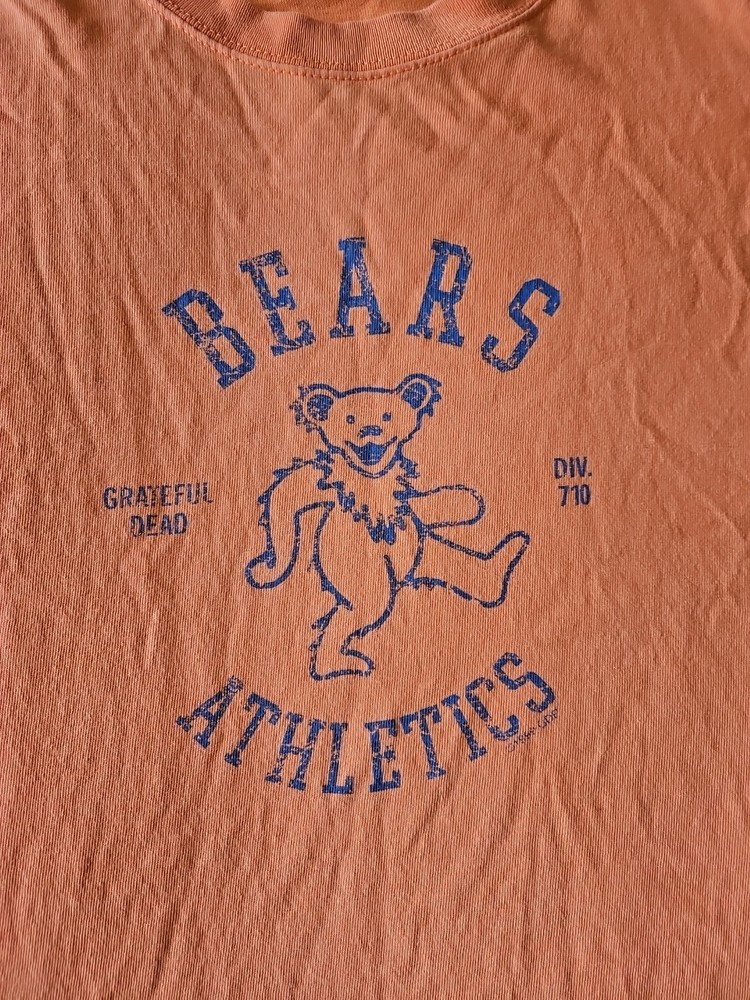 BEARS
GRATEFUL
DEAD
DIV.
710
ATHLETICS